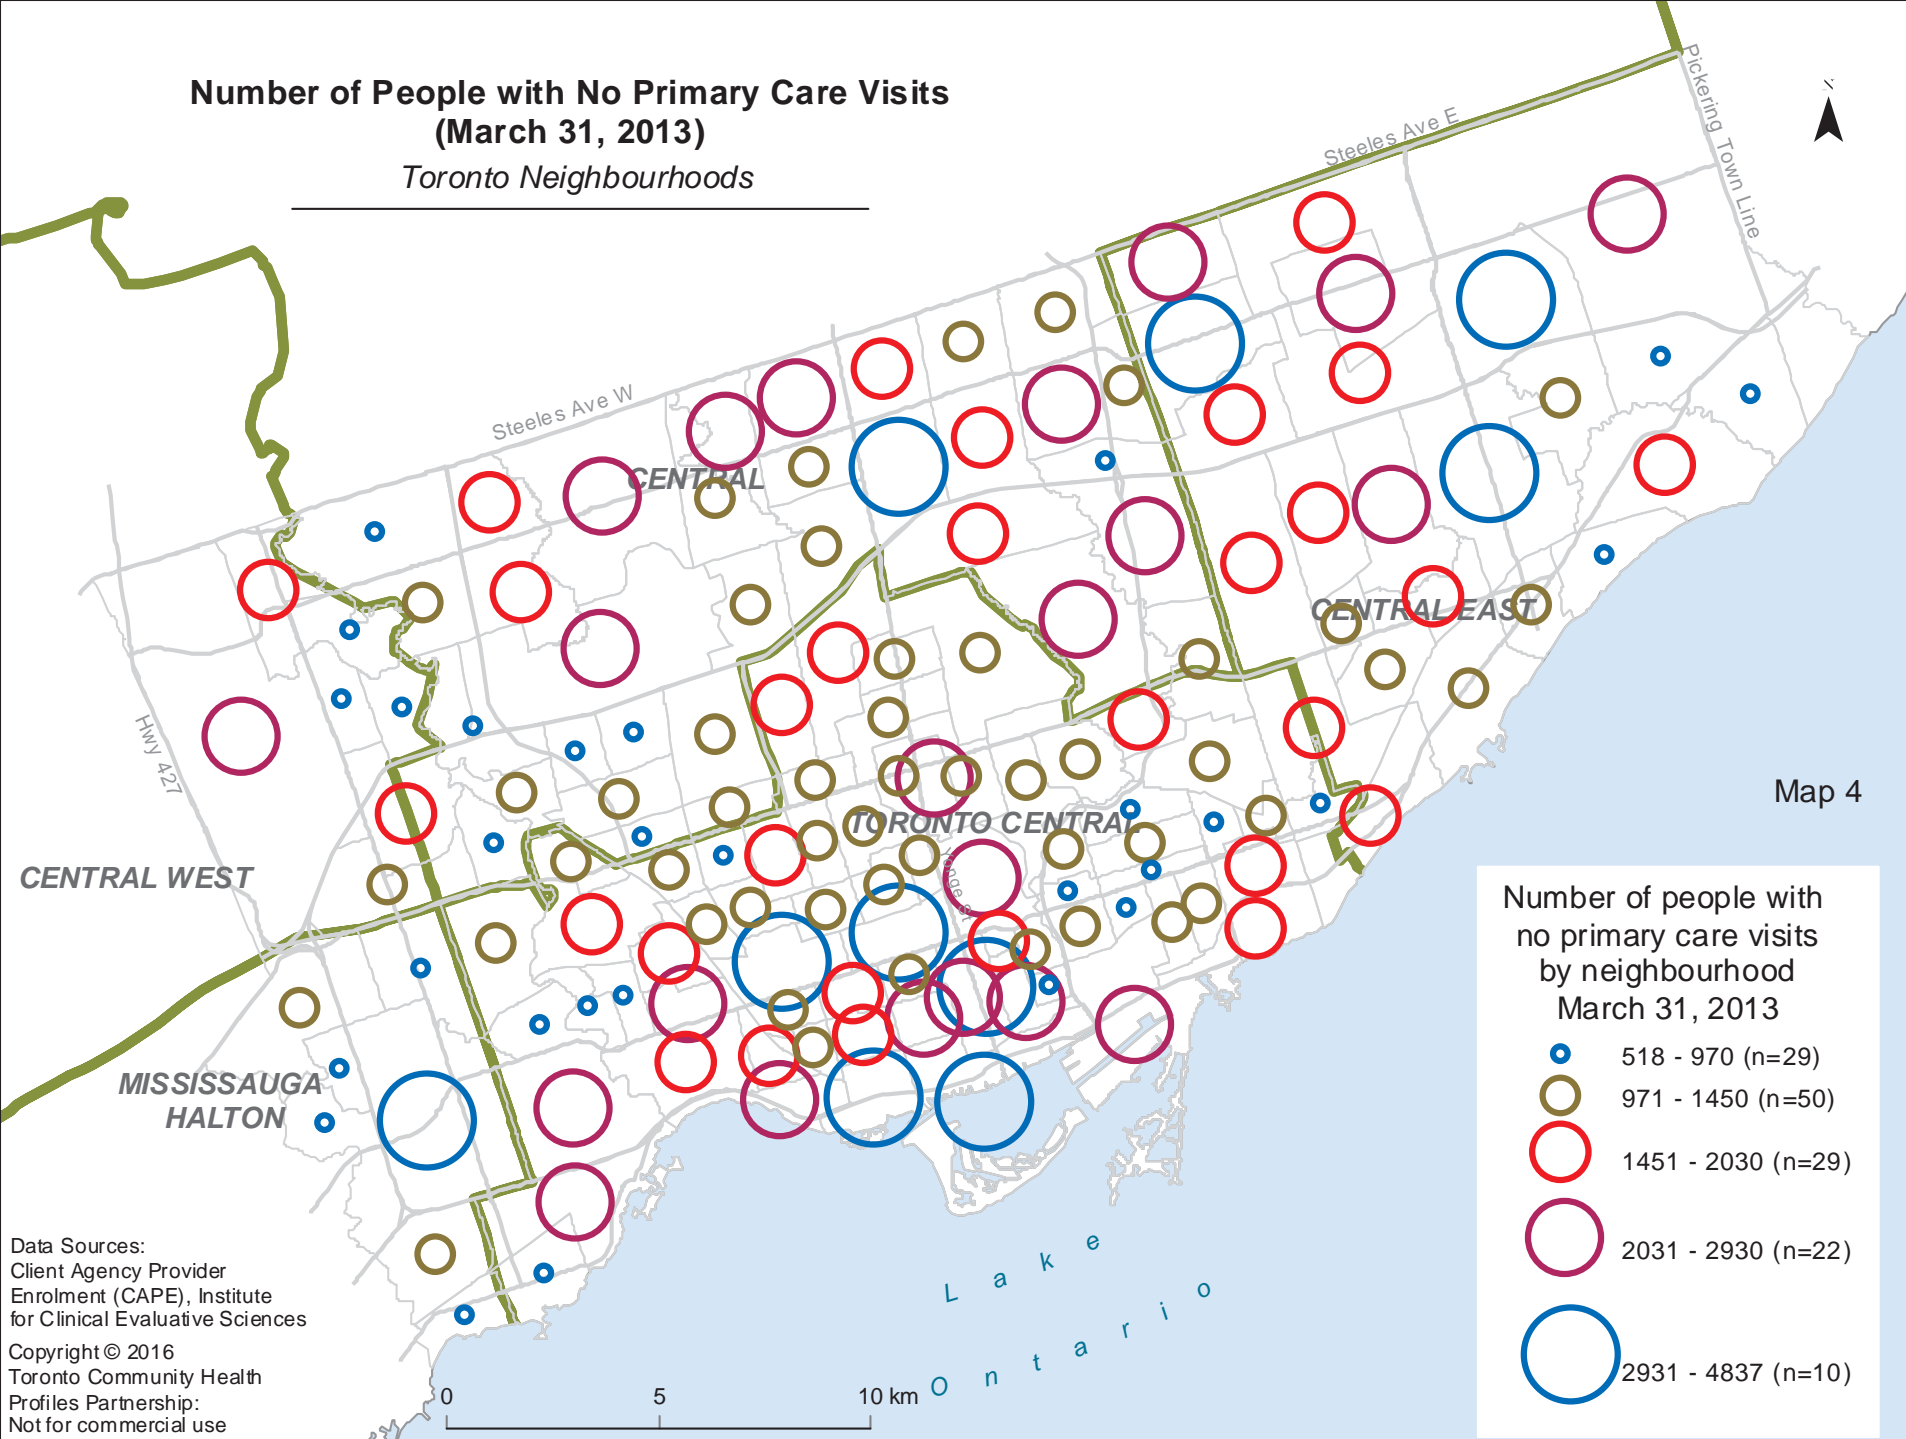 Number of People with No Primary Care Visits
(March 31, 2013)
Toronto Neighbourhoods
N
Pickering Town Line
Steeles Ave E
Steeles Ave W
CENTRAL
CENTRAL EAST
Hwy 427
Map 4
TORONTO CENTRAL
Yonge St
CENTRAL WEST
MISSISSAUGA
HALTON
Number of people with
no primary care visits
by neighbourhood
March 31, 2013
518 - 970 (n=29)
971 - 1450 (n=50)
1451 - 2030 (n=29)
2031 - 2930 (n=22)
2931 - 4837 (n=10)
Lake
Ontario
Data Sources:
Client Agency Provider
Enrolment (CAPE), Institute
for Clinical Evaluative Sciences
Copyright © 2016
Toronto Community Health
Profiles Partnership:
Not for commercial use
0 5 10 km